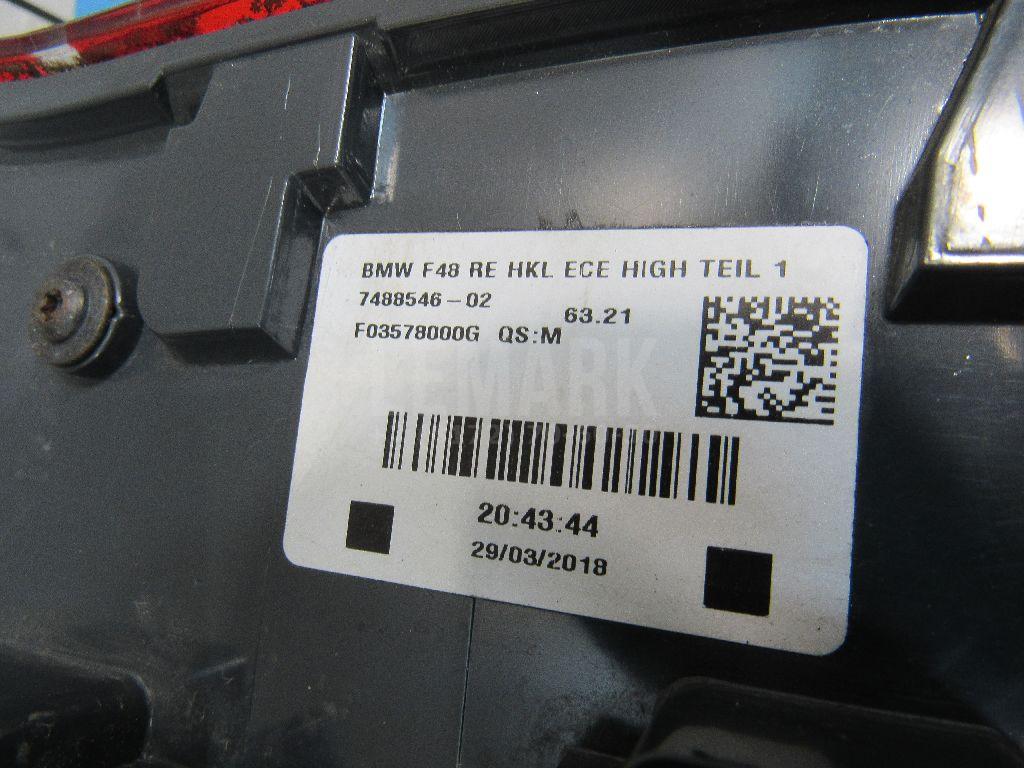 BMW F48 RE HKL ECE HIGH TEIL 1
7488546-02 63.21
F03578000G QS:M
LEMARK
20:43:44
29/03/2018